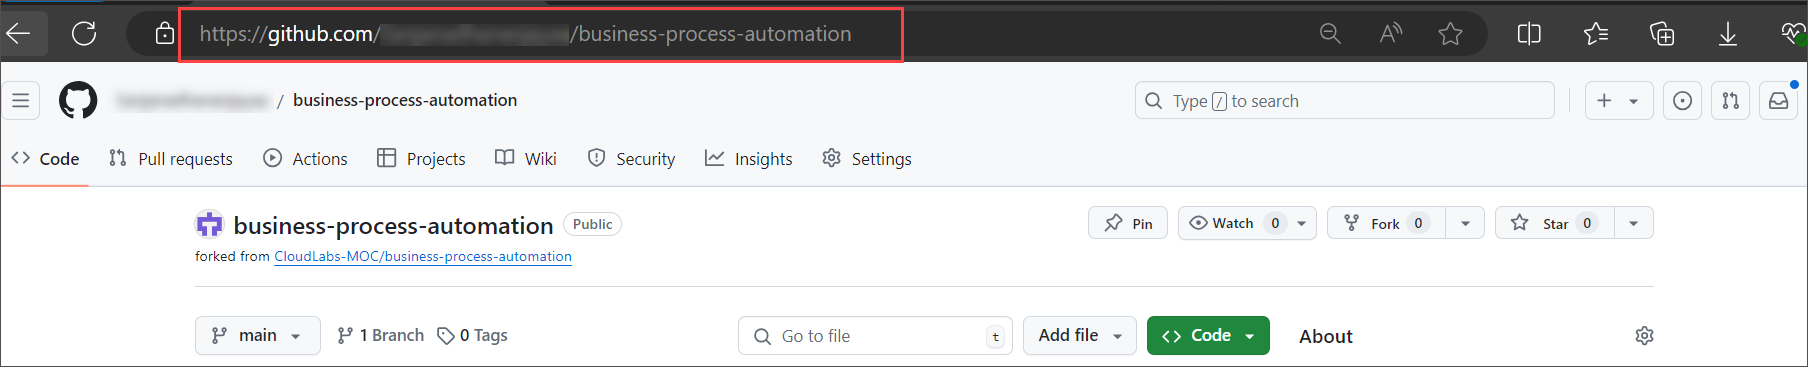 https://github.com/ /business-process-automation
/ business-process-automation
Type / to search
Code Pull requests Actions Projects Wiki Security Insights Settings
business-process-automation Public
Pin Watch 0 Fork 0 Star 0
forked from CloudLabs-MOC/business-process-automation
main 1 Branch 0 Tags Go to file t Add file Code About